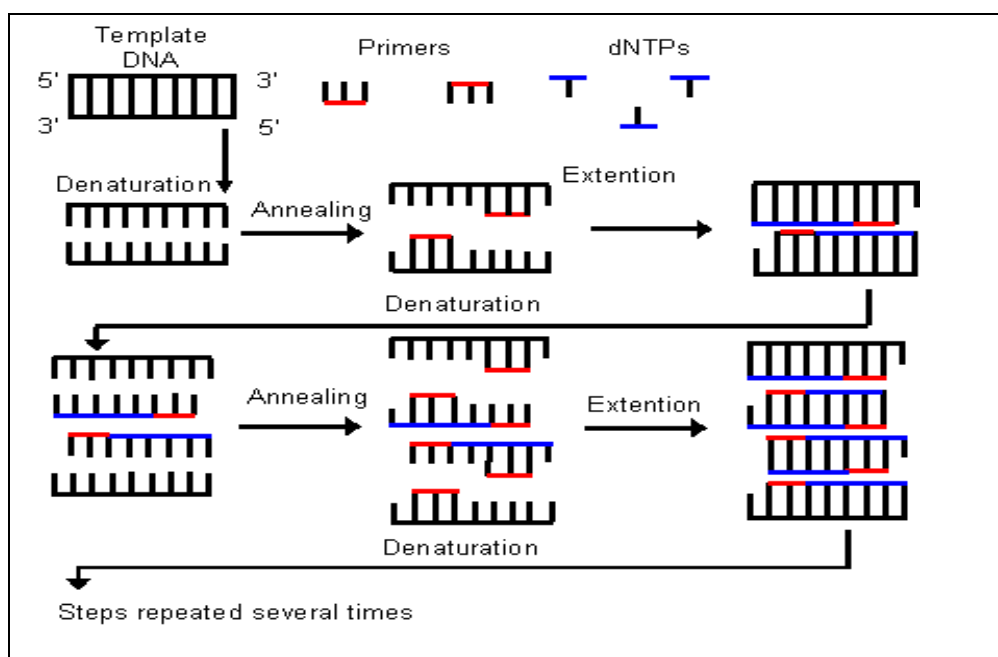 Template
DNA
Primers
dNTPs
5'
3'
3'
5'
Denaturation
Annealing
Extention
Denaturation
Annealing
Extention
Denaturation
Steps repeated several times